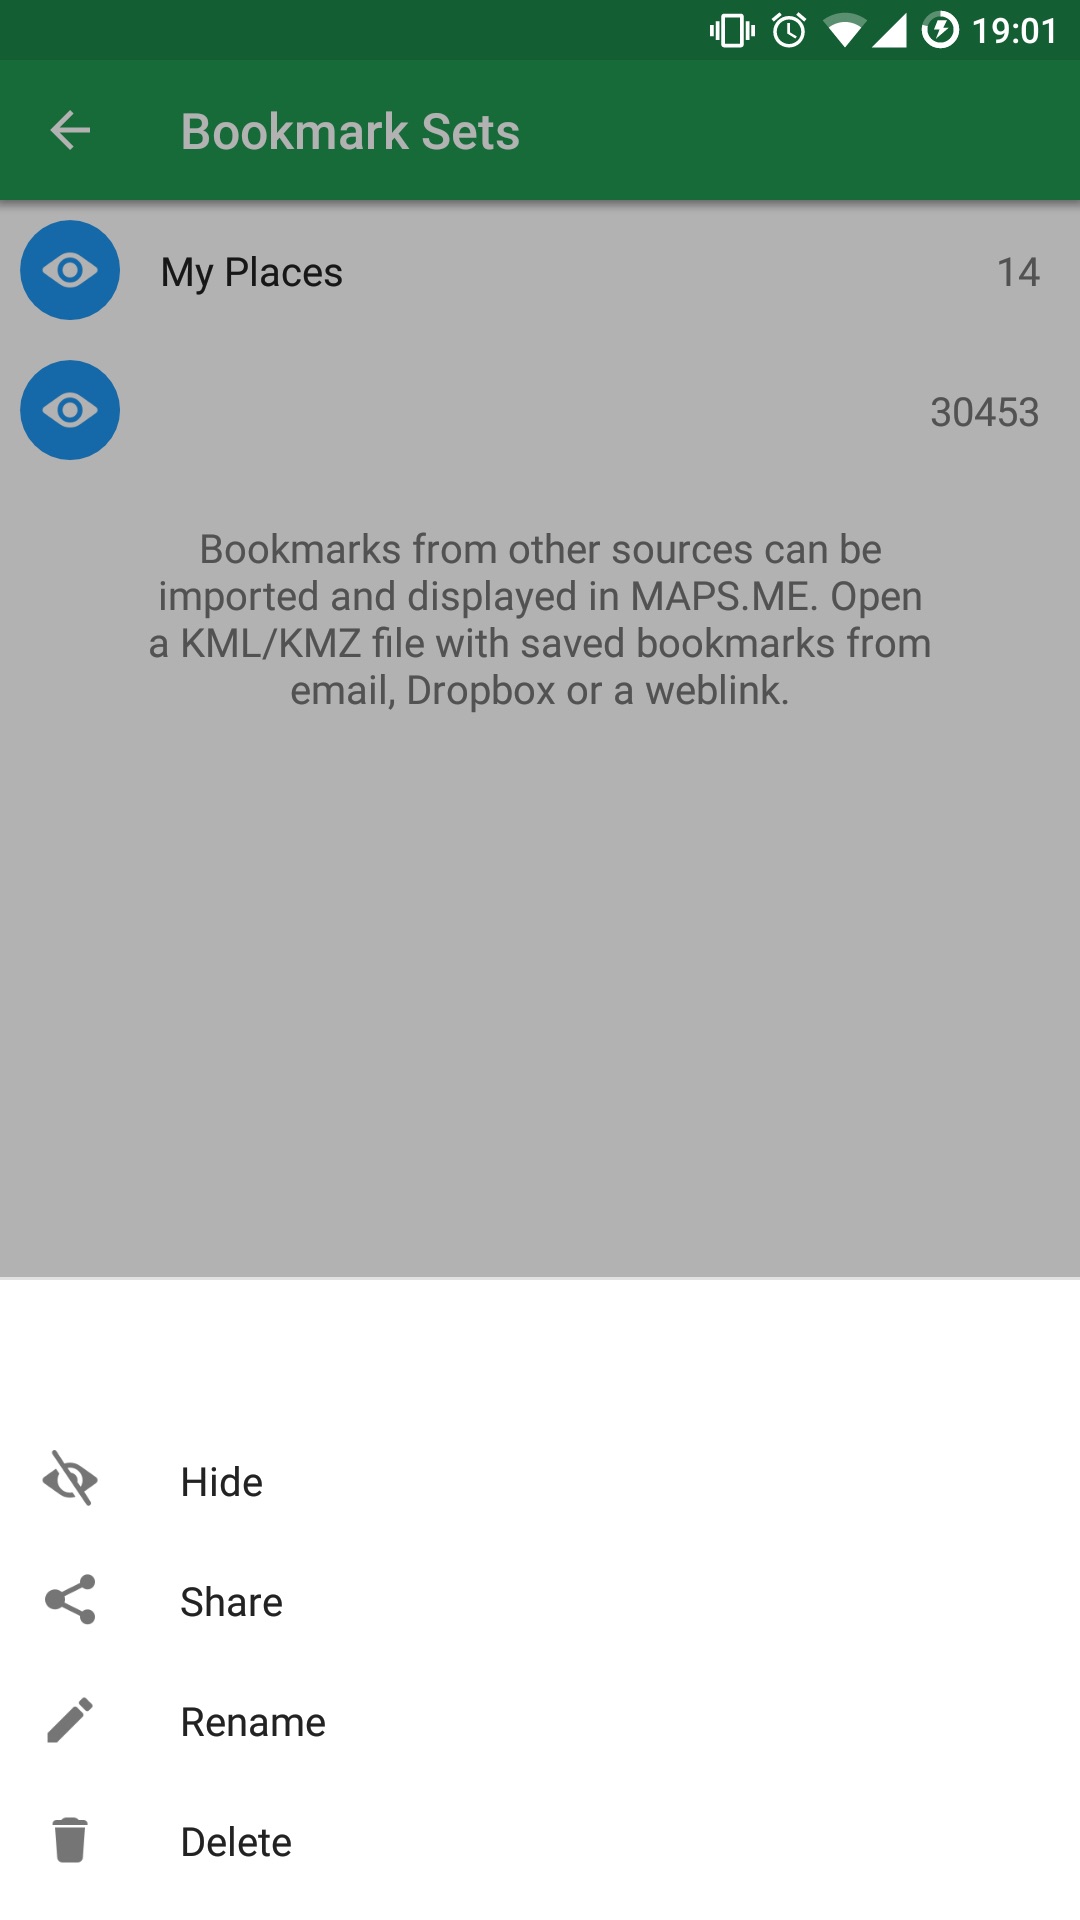 19:01
Bookmark Sets
My Places 14
30453
Bookmarks from other sources can be
imported and displayed in MAPS.ME. Open
a KML/KMZ file with saved bookmarks from
email, Dropbox or a weblink.
Hide
Share
Rename
Delete